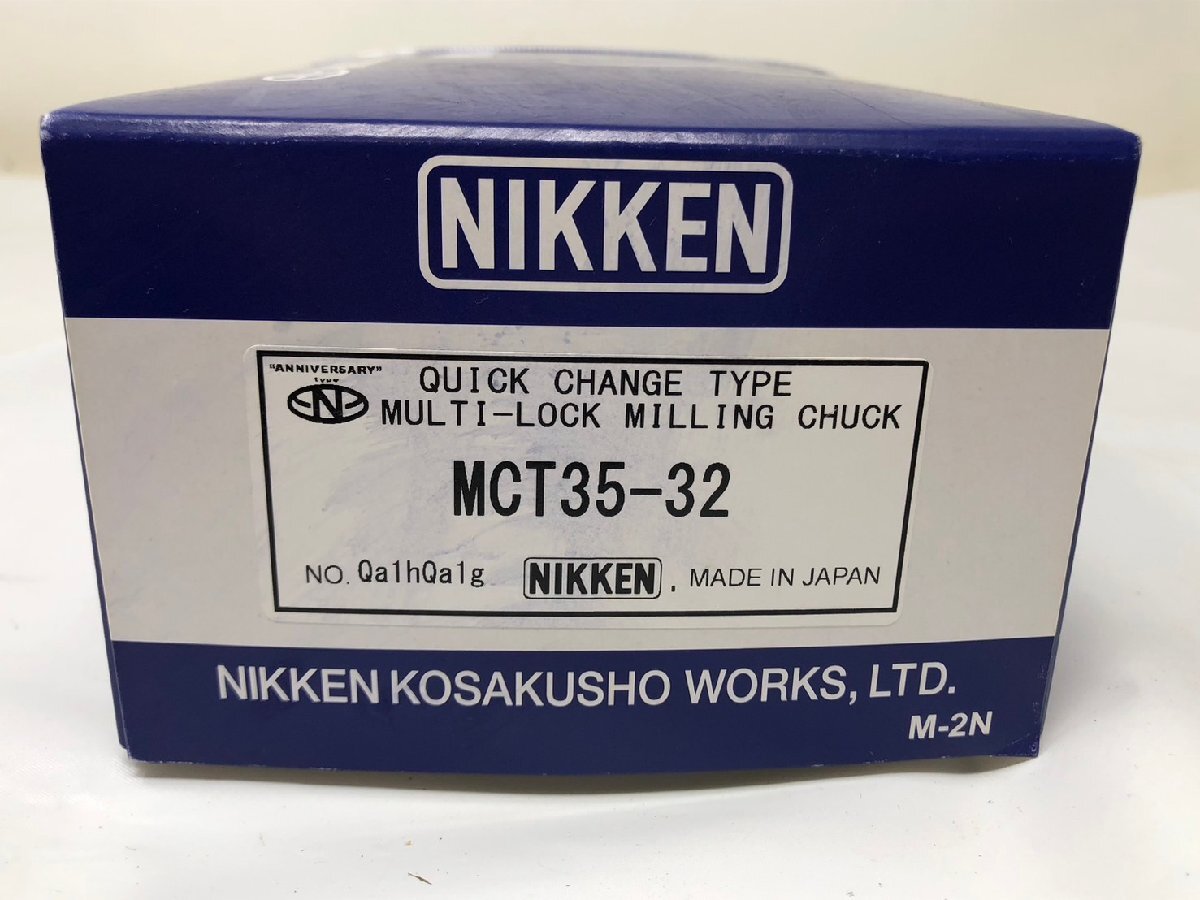 NIKKEN
"ANNIVERSARY"
TYPE
N
QUICK CHANGE TYPE
MULTI-LOCK MILLING CHUCK
MCT35-32
NO. Qa1hQa1g NIKKEN. MADE IN JAPAN
NIKKEN KOSAKUSHO WORKS, LTD.
M-2N